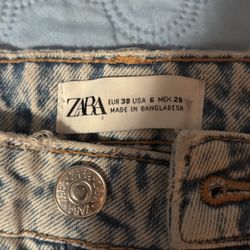 ZARA
EUR 38 USA 6 MEX 28
MADE IN BANGLADESH